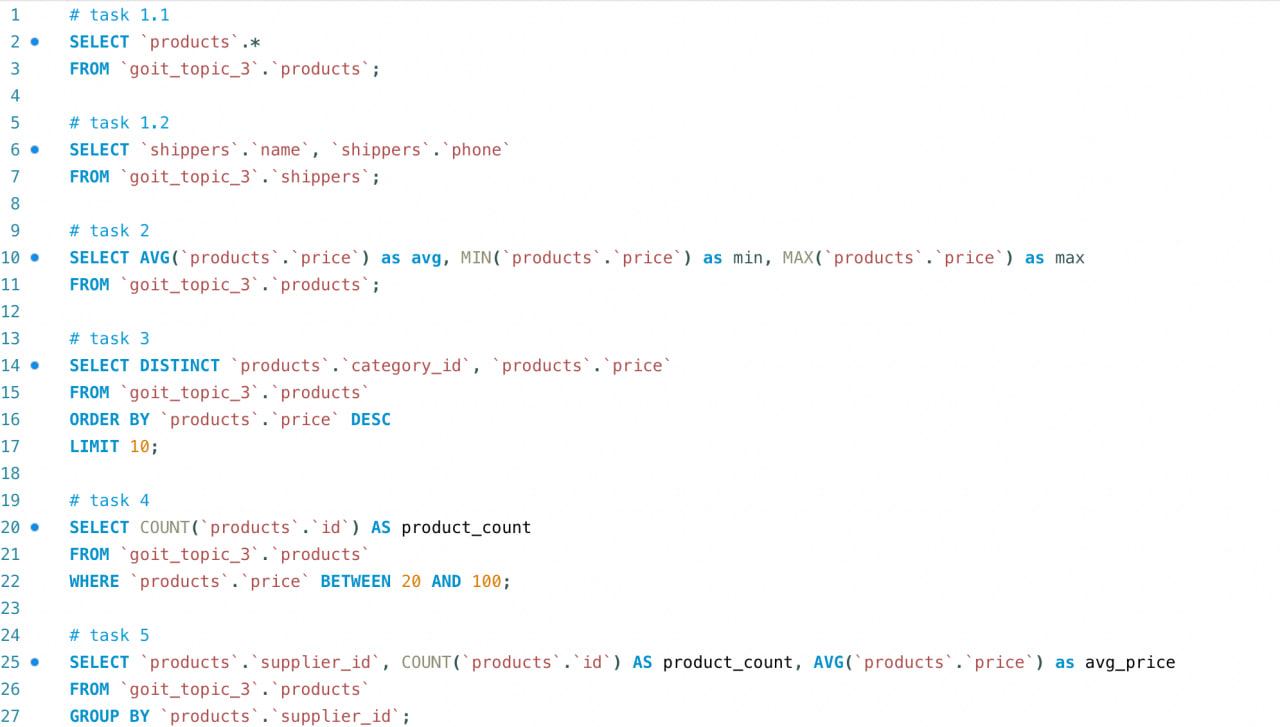 1 # task 1.1
2 SELECT `products`.*
3 FROM `goit_topic_3`.`products`;
4
5 # task 1.2
6 SELECT `shippers`.`name`, `shippers`.`phone`
7 FROM `goit_topic_3`.`shippers`;
8
9 # task 2
10 SELECT AVG(`products`.`price`) as avg, MIN(`products`.`price`) as min, MAX(`products`.`price`) as max
11 FROM `goit_topic_3`.`products`;
12
13 # task 3
14 SELECT DISTINCT `products`.`category_id`, `products`.`price`
15 FROM `goit_topic_3`.`products`
16 ORDER BY `products`.`price` DESC
17 LIMIT 10;
18
19 # task 4
20 SELECT COUNT(`products`.`id`) AS product_count
21 FROM `goit_topic_3`.`products`
22 WHERE `products`.`price` BETWEEN 20 AND 100;
23
24 # task 5
25 SELECT `products`.`supplier_id`, COUNT(`products`.`id`) AS product_count, AVG(`products`.`price`) as avg_price
26 FROM `goit_topic_3`.`products`
27 GROUP BY `products`.`supplier_id`;